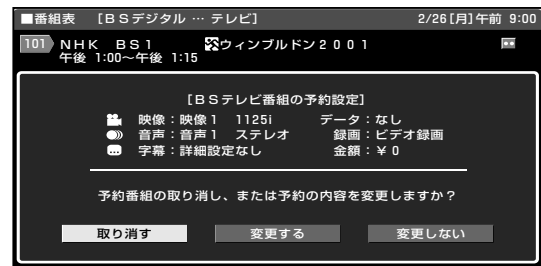 ■番組表 [BSデジタル … テレビ] 2/26[月]午前 9:00
101 NHK BS1 ウィンブルドン2001
午後 1:00～午後 1:15
[BSテレビ番組の予約設定]
映像：映像1 1125i データ：なし
音声：音声1 ステレオ 録画：ビデオ録画
字幕：詳細設定なし 金額：￥0
予約番組の取り消し、または予約の内容を変更しますか？
取り消す 変更する 変更しない